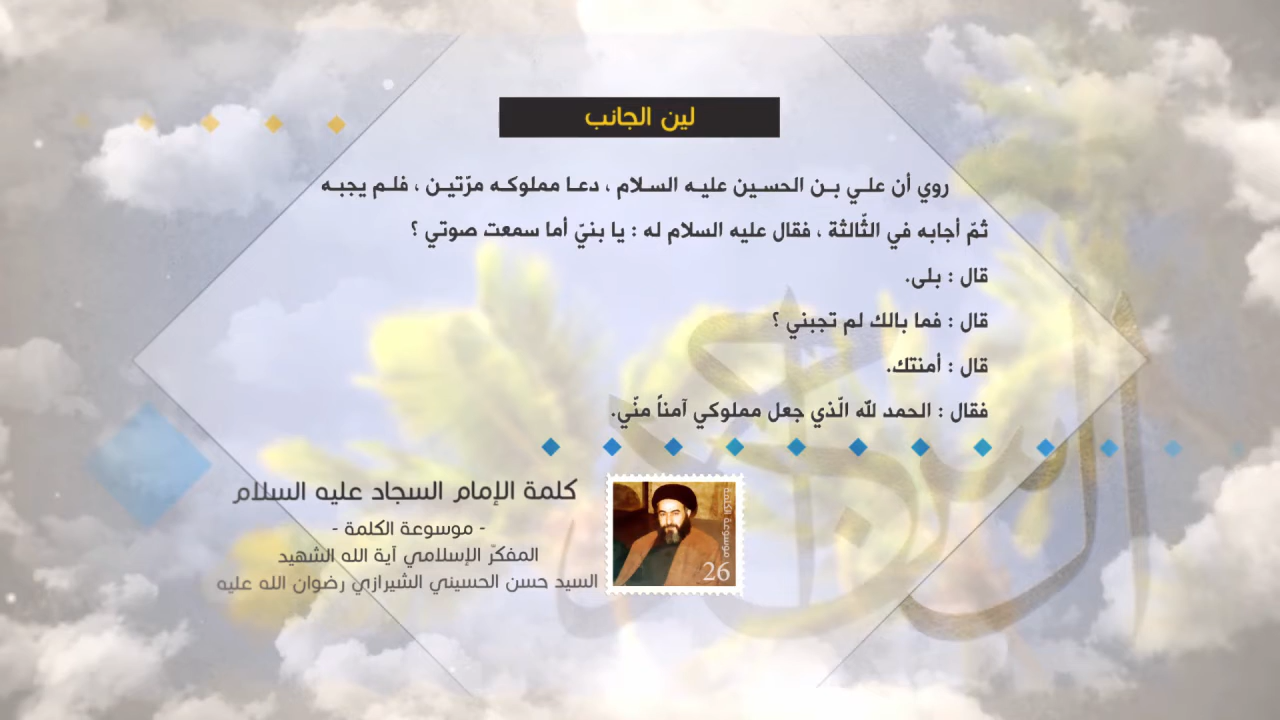 لين الجانب
روي أن علي بن الحسين عليه السلام ، دعا مملوكه مرّتين ، فلم يجبه
ثمّ أجابه في الثّالثة ، فقال عليه السلام له : يا بنيّ أما سمعت صوتي ؟
قال : بلى.
قال : فما بالك لم تجبني ؟
قال : أمنتك.
فقال : الحمد لله الّذي جعل مملوكي آمناً منّي.
كلمة الإمام السجاد عليه السلام
- موسوعة الكلمة -
المفكرّ الإسلامي آية الله الشهيد
السيد حسن الحسيني الشيرازي رضوان الله عليه
موسوعة الكلمة
26